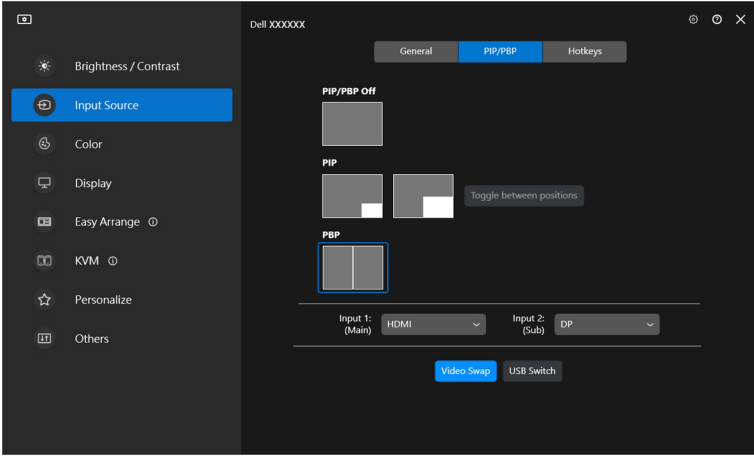 Dell XXXXXX
Brightness / Contrast
Input Source
Color
Display
Easy Arrange
KVM
Personalize
Others
General
PIP/PBP
Hotkeys
PIP/PBP Off
PIP
Toggle between positions
PBP
Input 1:
(Main)
HDMI
Input 2:
(Sub)
DP
Video Swap
USB Switch